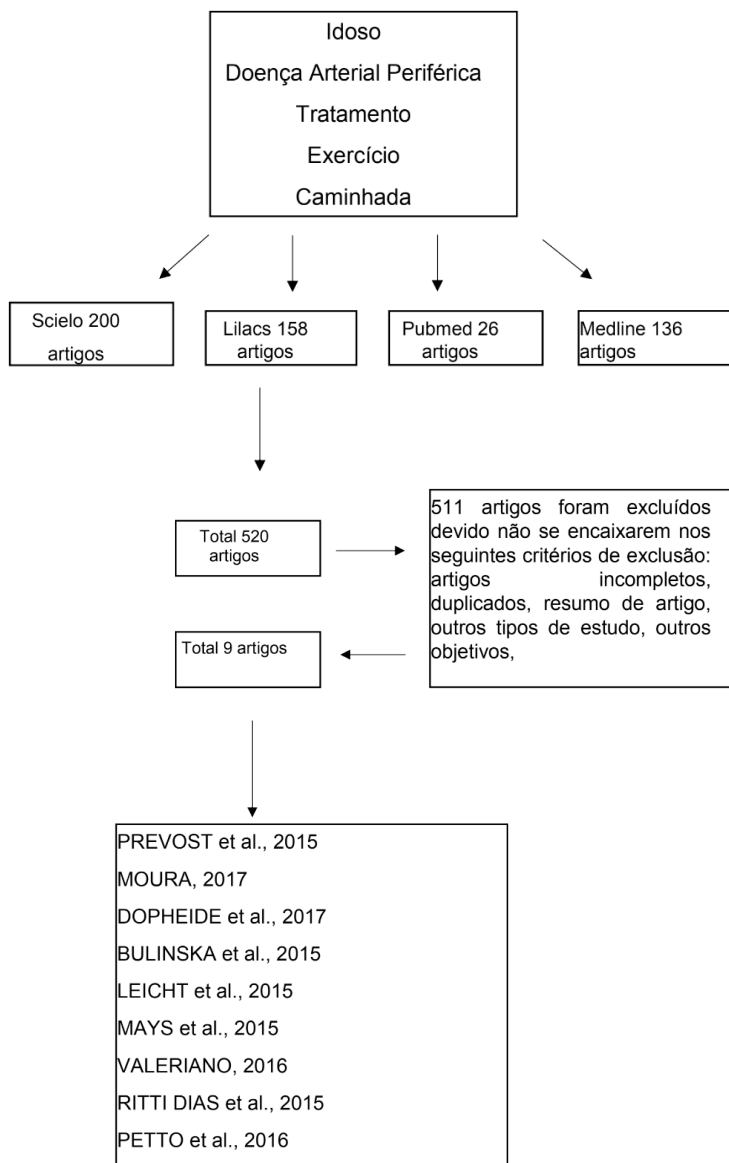 Idoso
Doença Arterial Periférica
Tratamento
Exercício
Caminhada
Scielo 200
artigos
Lilacs 158
artigos
Pubmed 26
artigos
Medline 136
artigos
Total 520
artigos
511 artigos foram excluídos
devido não se encaixarem nos
seguintes critérios de exclusão:
artigos incompletos,
duplicados, resumo de artigo,
outros tipos de estudo, outros
objetivos,
Total 9 artigos
PREVOST et al., 2015
MOURA, 2017
DOPHEIDE et al., 2017
BULINSKA et al., 2015
LEICHT et al., 2015
MAYS et al., 2015
VALERIANO, 2016
RITTI DIAS et al., 2015
PETTO et al., 2016